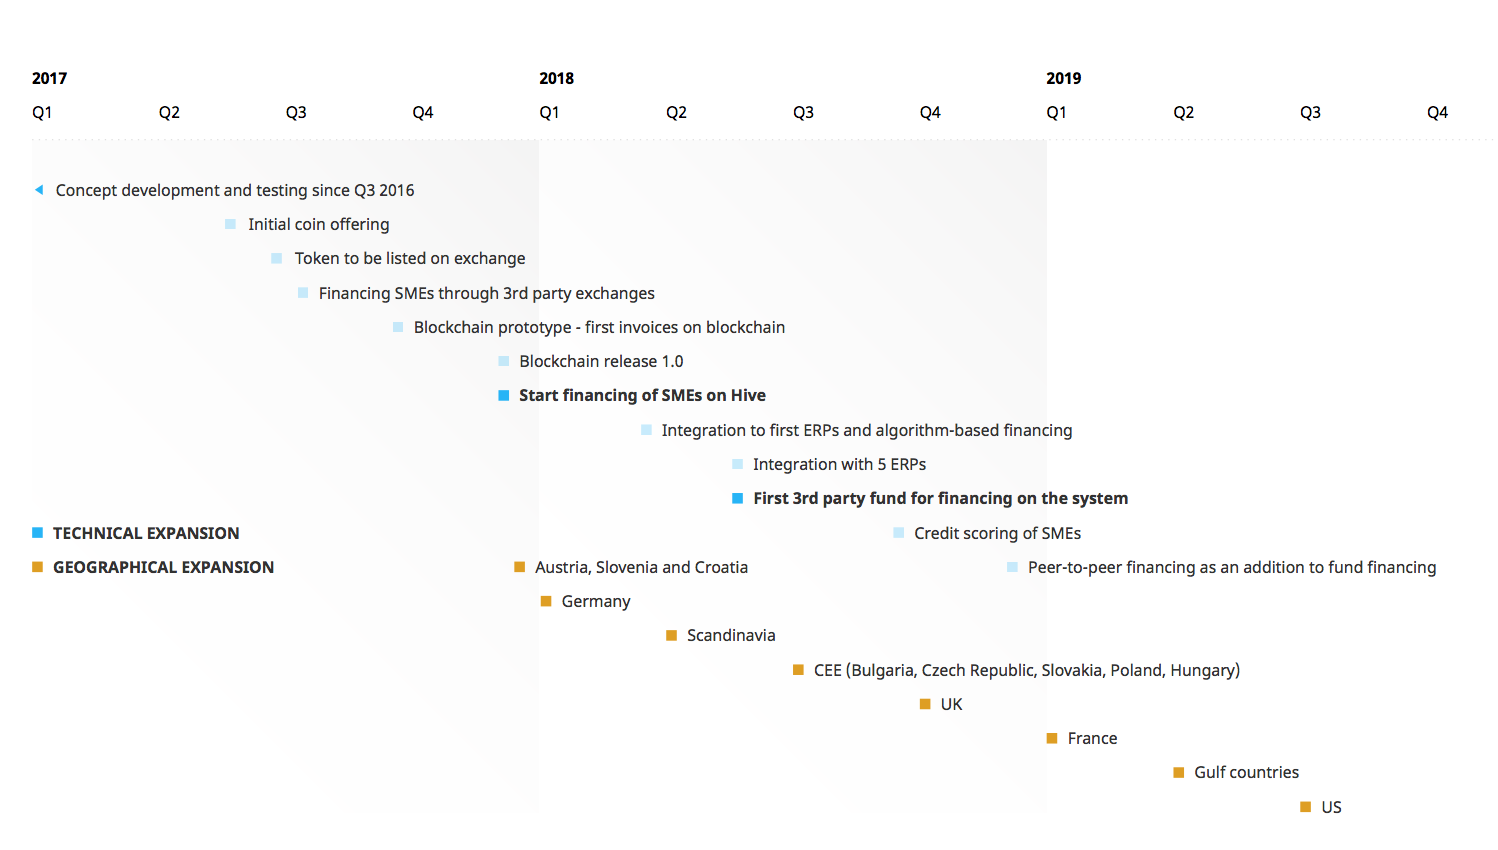 2017 2018 2019
Q1 Q2 Q3 Q4 Q1 Q2 Q3 Q4 Q1 Q2 Q3 Q4
Concept development and testing since Q3 2016
Initial coin offering
Token to be listed on exchange
Financing SMEs through 3rd party exchanges
Blockchain prototype - first invoices on blockchain
Blockchain release 1.0
Start financing of SMEs on Hive
Integration to first ERPs and algorithm-based financing
Integration with 5 ERPs
First 3rd party fund for financing on the system
TECHNICAL EXPANSION Credit scoring of SMEs
GEOGRAPHICAL EXPANSION Austria, Slovenia and Croatia Peer-to-peer financing as an addition to fund financing
Germany
Scandinavia
CEE (Bulgaria, Czech Republic, Slovakia, Poland, Hungary)
UK
France
Gulf countries
US